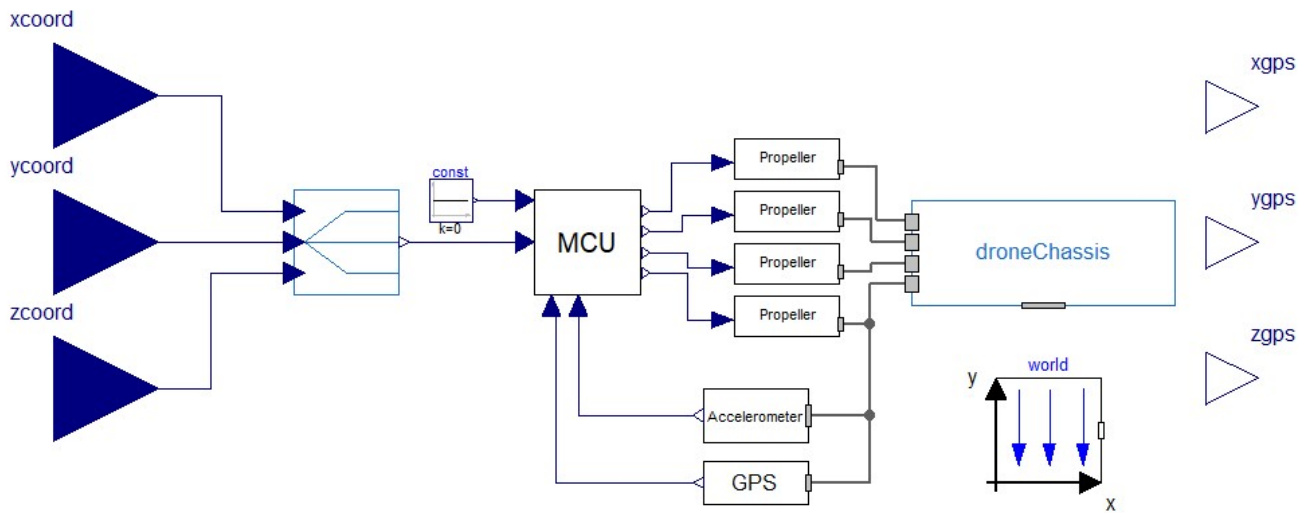 xcoord
ycoord
zcoord
const
k=0
MCU
Propeller
Propeller
Propeller
Propeller
Accelerometer
GPS
droneChassis
world
y
x
xgps
ygps
zgps